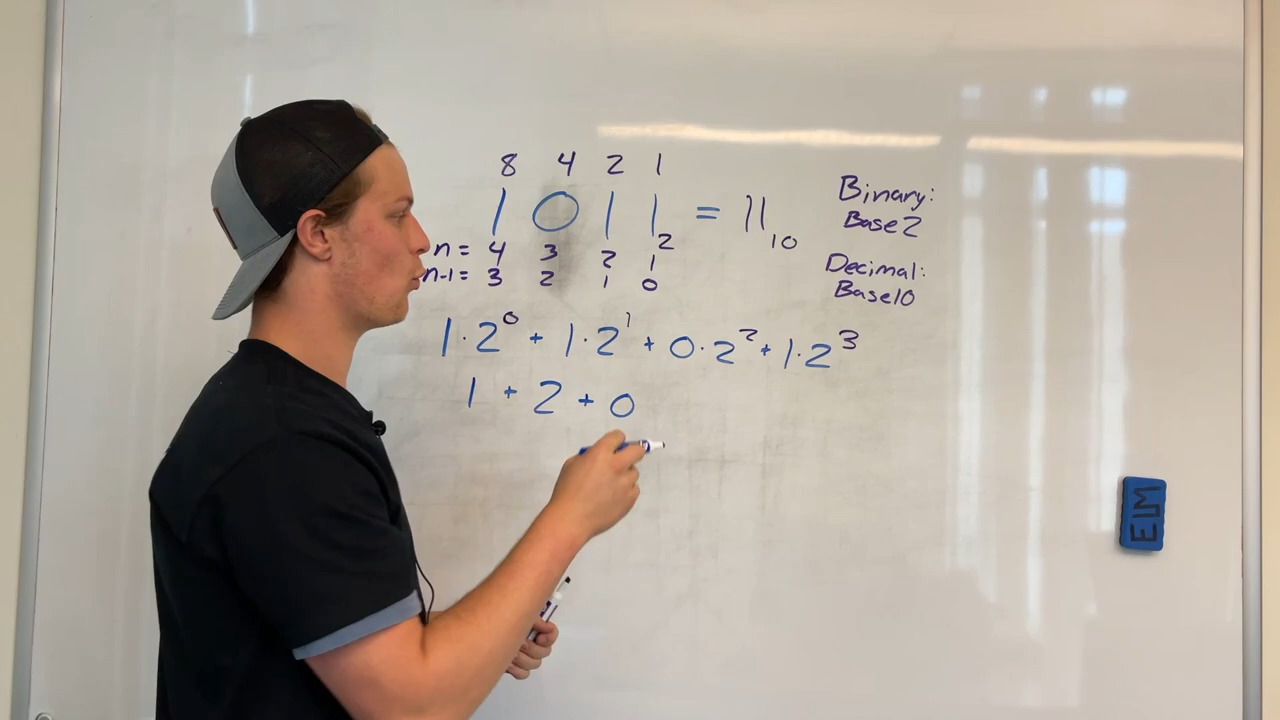 8 4 2 1
1 0 1 1₂ = 11₁₀
n = 4 3 2 1
n-1 = 3 2 1 0
1·2⁰ + 1·2¹ + 0·2² + 1·2³
1 + 2 + 0
Binary:
Base2
Decimal:
Base10
ELM